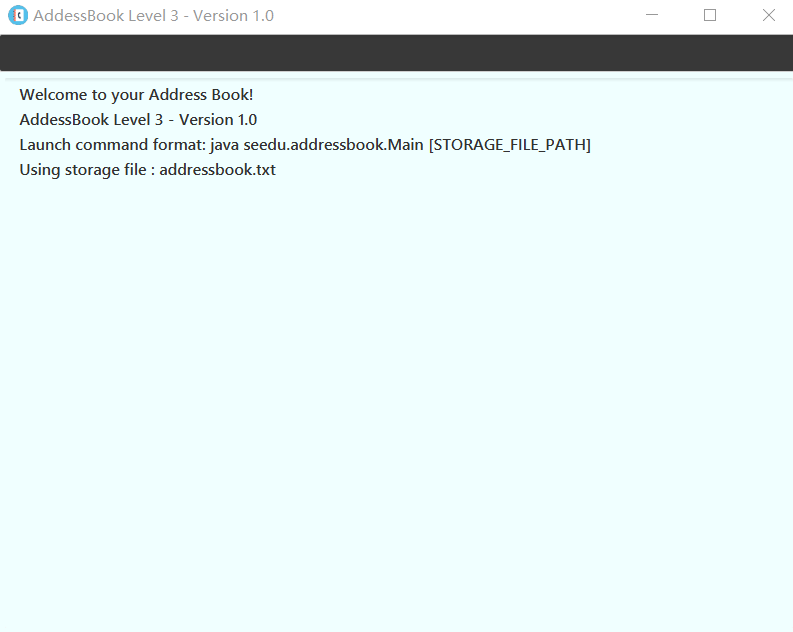 AddessBook Level 3 - Version 1.0
Welcome to your Address Book!
AddessBook Level 3 - Version 1.0
Launch command format: java seedu.addressbook.Main [STORAGE_FILE_PATH]
Using storage file : addressbook.txt